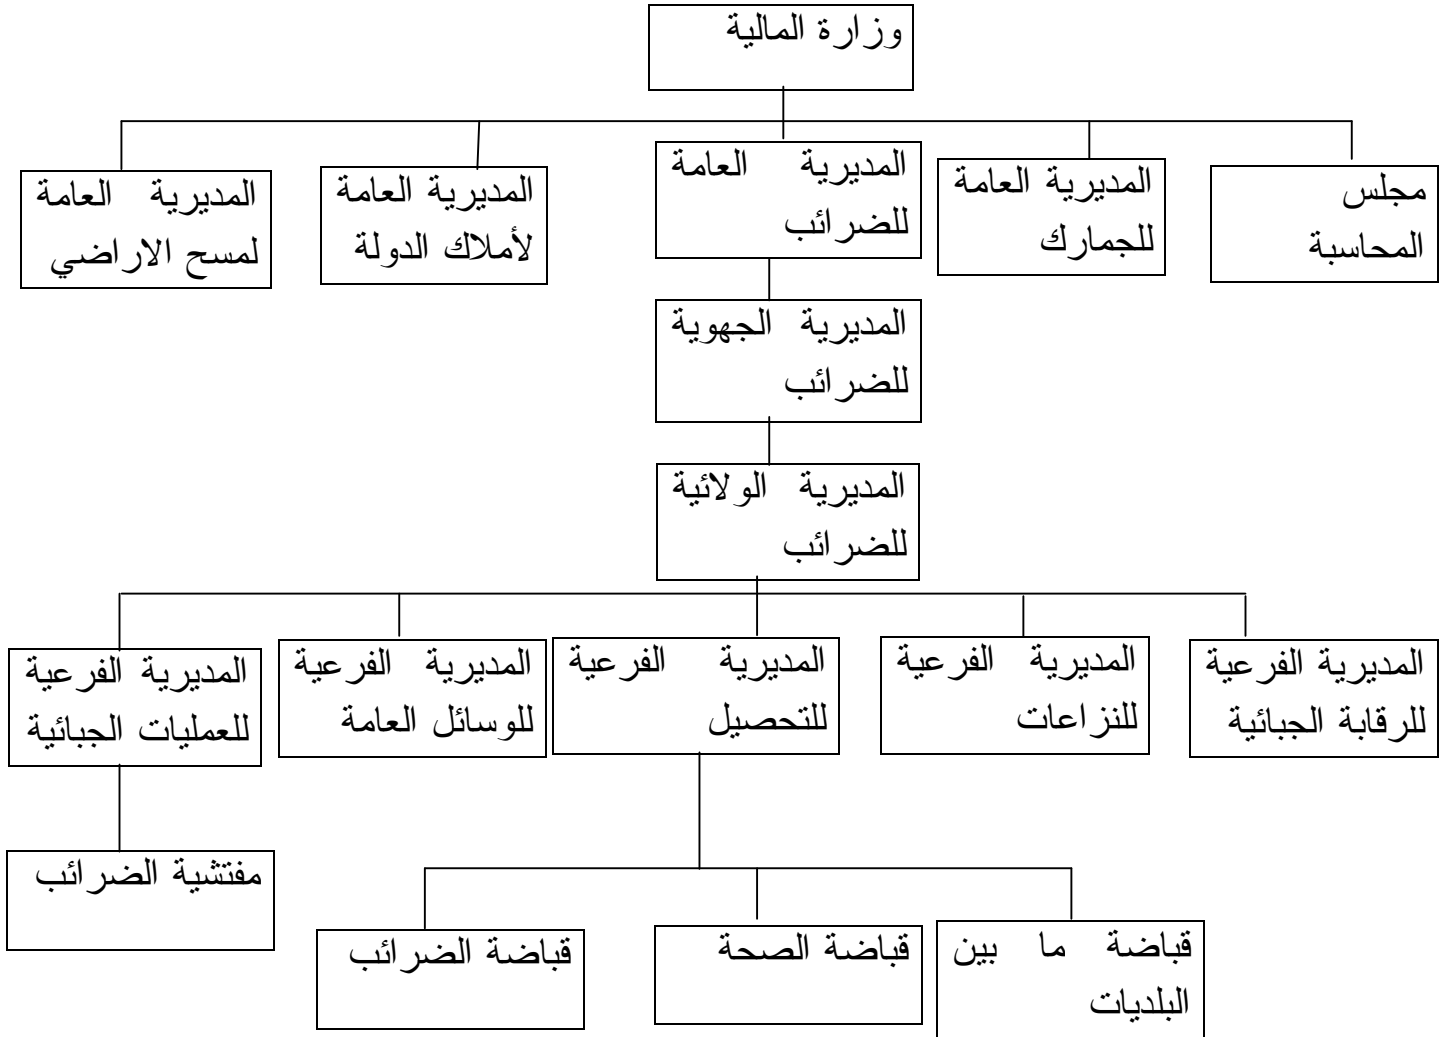 وزارة المالية
مجلس
المحاسبة
المديرية العامة
للجمارك
المديرية العامة
للضرائب
المديرية العامة
لأملاك الدولة
المديرية العامة
لمسح الاراضي
المديرية الجهوية
للضرائب
المديرية الولائية
للضرائب
المديرية الفرعية
للرقابة الجبائية
المديرية الفرعية
للنزاعات
المديرية الفرعية
للتحصيل
المديرية الفرعية
للوسائل العامة
المديرية الفرعية
للعمليات الجبائية
قباضة ما بين
البلديات
قباضة الصحة
قباضة الضرائب
مفتشية الضرائب